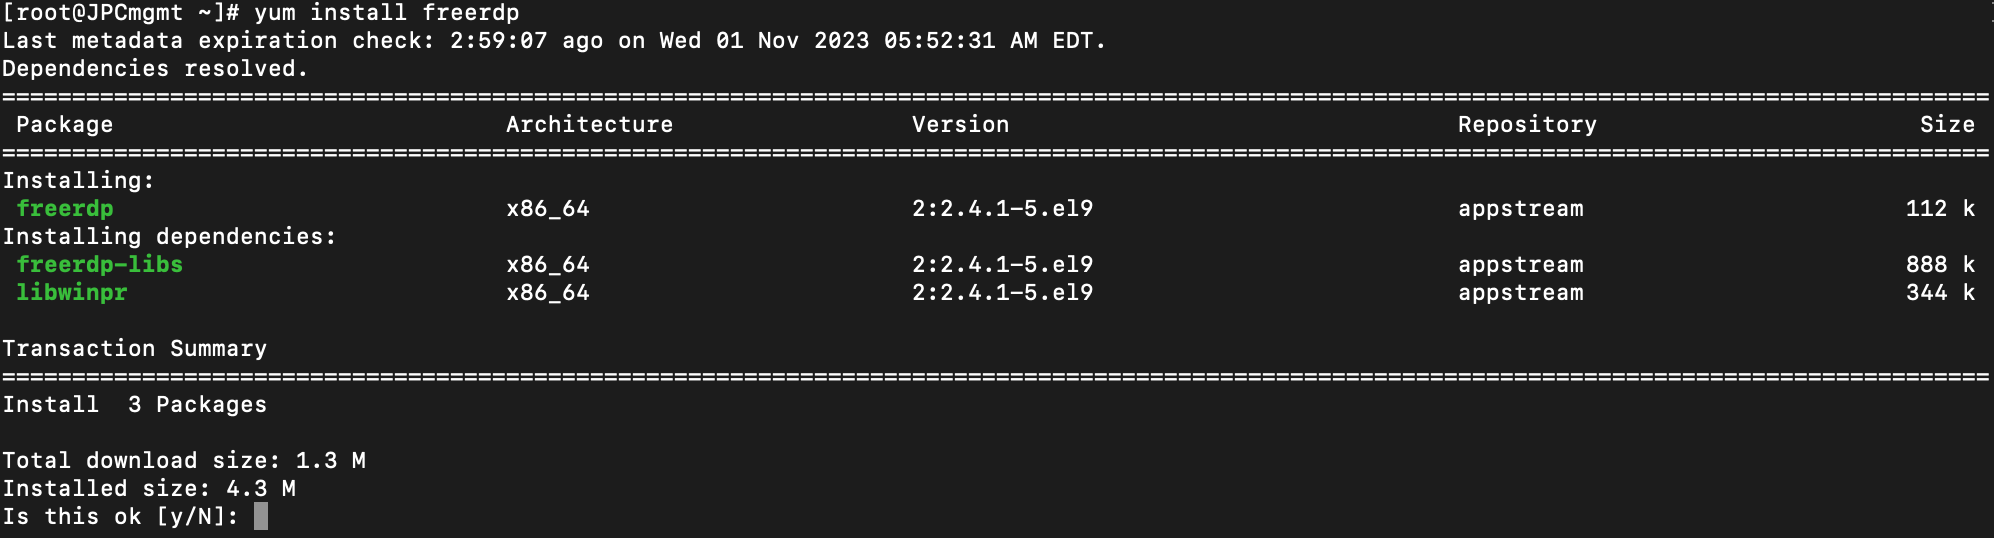 [root@JPCmgmt ~]# yum install freerdp
Last metadata expiration check: 2:59:07 ago on Wed 01 Nov 2023 05:52:31 AM EDT.
Dependencies resolved.
==============================================================================================================================================
Package Architecture Version Repository Size
==============================================================================================================================================
Installing:
freerdp x86_64 2:2.4.1-5.el9 appstream 112 k
Installing dependencies:
freerdp-libs x86_64 2:2.4.1-5.el9 appstream 888 k
libwinpr x86_64 2:2.4.1-5.el9 appstream 344 k
Transaction Summary
==============================================================================================================================================
Install 3 Packages
Total download size: 1.3 M
Installed size: 4.3 M
Is this ok [y/N]: